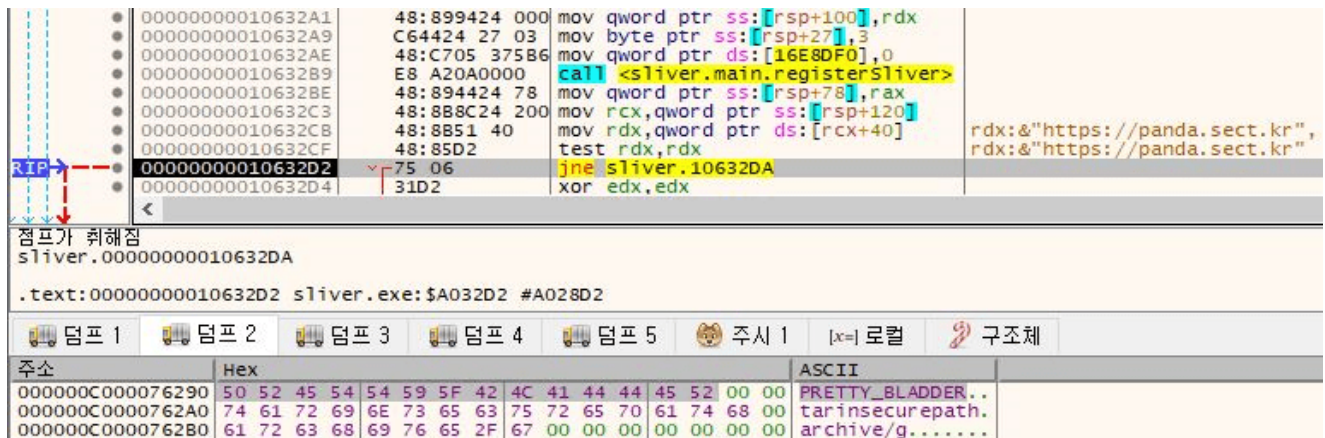 00000000010632A1 48:899424 000 mov qword ptr ss:[rsp+100],rdx
00000000010632A9 C64424 27 03 mov byte ptr ss:[rsp+27],3
00000000010632AE 48:C705 375B6 mov qword ptr ds:[16E8DF0],0
00000000010632B9 E8 A20A0000 call <sliver.main.registerSliver>
00000000010632BE 48:894424 78 mov qword ptr ss:[rsp+78],rax
00000000010632C3 48:8B8C24 200 mov rcx,qword ptr ss:[rsp+120]
00000000010632CB 48:8B51 40 mov rdx,qword ptr ds:[rcx+40] rdx:&"https://panda.sect.kr",
00000000010632CF 48:85D2 test rdx,rdx rdx:&"https://panda.sect.kr"
RIP 00000000010632D2 75 06 jne sliver.10632DA
00000000010632D4 31D2 xor edx,edx
점프가 취해짐
sliver.00000000010632DA
.text:00000000010632D2 sliver.exe:$A032D2 #A028D2
덤프 1 덤프 2 덤프 3 덤프 4 덤프 5 주시 1 [x=] 로컬 구조체
주소 Hex ASCII
000000C000076290 50 52 45 54 54 59 5F 42 4C 41 44 44 45 52 00 00 PRETTY_BLADDER..
000000C0000762A0 74 61 72 69 6E 73 65 63 75 72 65 70 61 74 68 00 tarinsecurepath.
000000C0000762B0 61 72 63 68 69 76 65 2F 67 00 00 00 00 00 00 00 archive/g.......